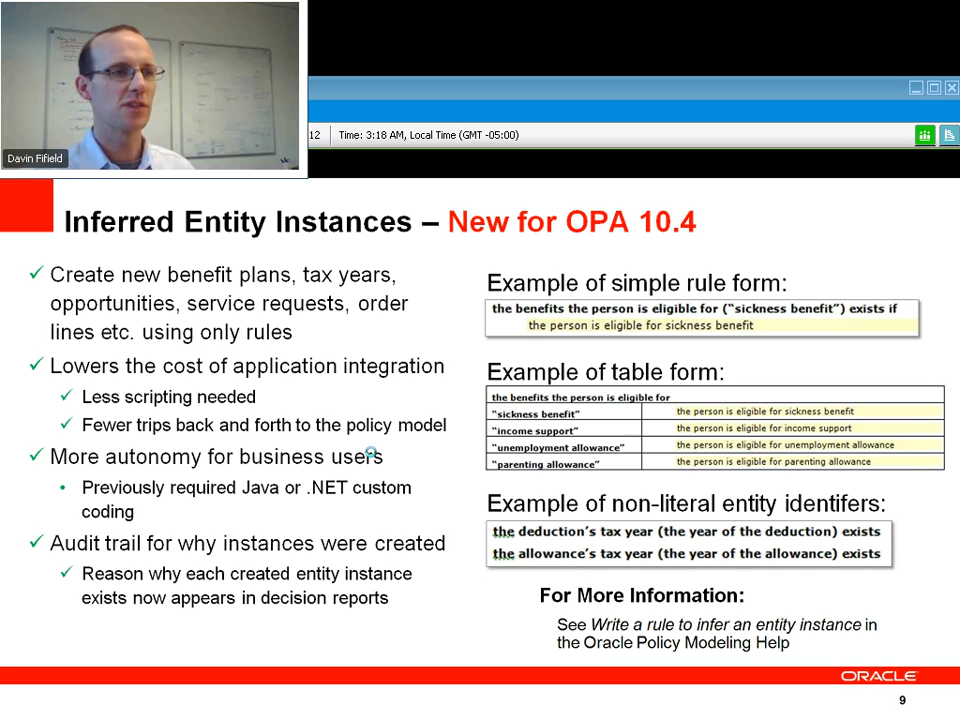 Davin Fifield
12
Time: 3:18 AM, Local Time (GMT -05:00)
Inferred Entity Instances – New for OPA 10.4
Create new benefit plans, tax years,
opportunities, service requests, order
lines etc. using only rules
Lowers the cost of application integration
Less scripting needed
Fewer trips back and forth to the policy model
More autonomy for business users
Previously required Java or .NET custom
coding
Audit trail for why instances were created
Reason why each created entity instance
exists now appears in decision reports
Example of simple rule form:
the benefits the person is eligible for (“sickness benefit”) exists if
the person is eligible for sickness benefit
Example of table form:
the benefits the person is eligible for
“sickness benefit” the person is eligible for sickness benefit
“income support” the person is eligible for income support
“unemployment allowance” the person is eligible for unemployment allowance
“parenting allowance” the person is eligible for parenting allowance
Example of non-literal entity identifers:
the deduction’s tax year (the year of the deduction) exists
the allowance’s tax year (the year of the allowance) exists
For More Information:
See Write a rule to infer an entity instance in
the Oracle Policy Modeling Help
ORACLE
9